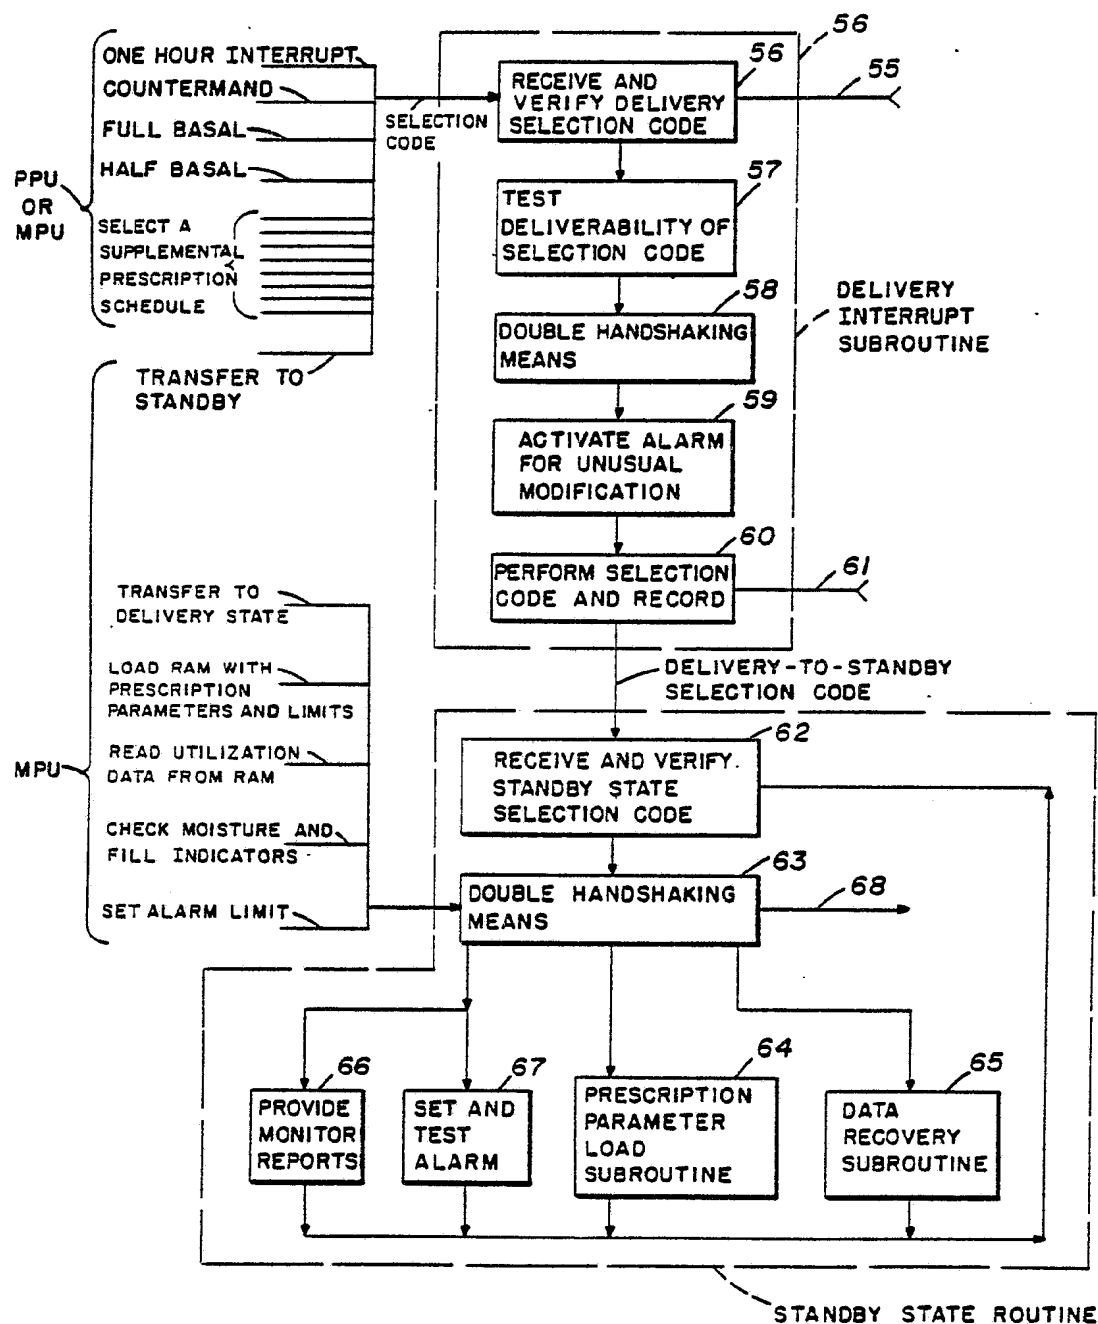 ONE HOUR INTERRUPT
COUNTERMAND
FULL BASAL
HALF BASAL
PPU
OR
MPU
SELECT A
SUPPLEMENTAL
PRESCRIPTION
SCHEDULE
TRANSFER TO
STANDBY
SELECTION
CODE
56
56
55
RECEIVE AND
VERIFY DELIVERY
SELECTION CODE
57
TEST
DELIVERABILITY OF
SELECTION CODE
58
DOUBLE HANDSHAKING
MEANS
DELIVERY
INTERRUPT
SUBROUTINE
59
ACTIVATE ALARM
FOR UNUSUAL
MODIFICATION
60
PERFORM SELECTION
CODE AND RECORD
61
DELIVERY-TO-STANDBY
SELECTION CODE
MPU
TRANSFER TO
DELIVERY STATE
LOAD RAM WITH
PRESCRIPTION
PARAMETERS AND LIMITS
READ UTILIZATION
DATA FROM RAM
CHECK MOISTURE AND
FILL INDICATORS
SET ALARM LIMIT
62
RECEIVE AND VERIFY
STANDBY STATE
SELECTION CODE
63
DOUBLE HANDSHAKING
MEANS
68
66
PROVIDE
MONITOR
REPORTS
67
SET AND
TEST
ALARM
64
PRESCRIPTION
PARAMETER
LOAD
SUBROUTINE
65
DATA
RECOVERY
SUBROUTINE
STANDBY STATE ROUTINE